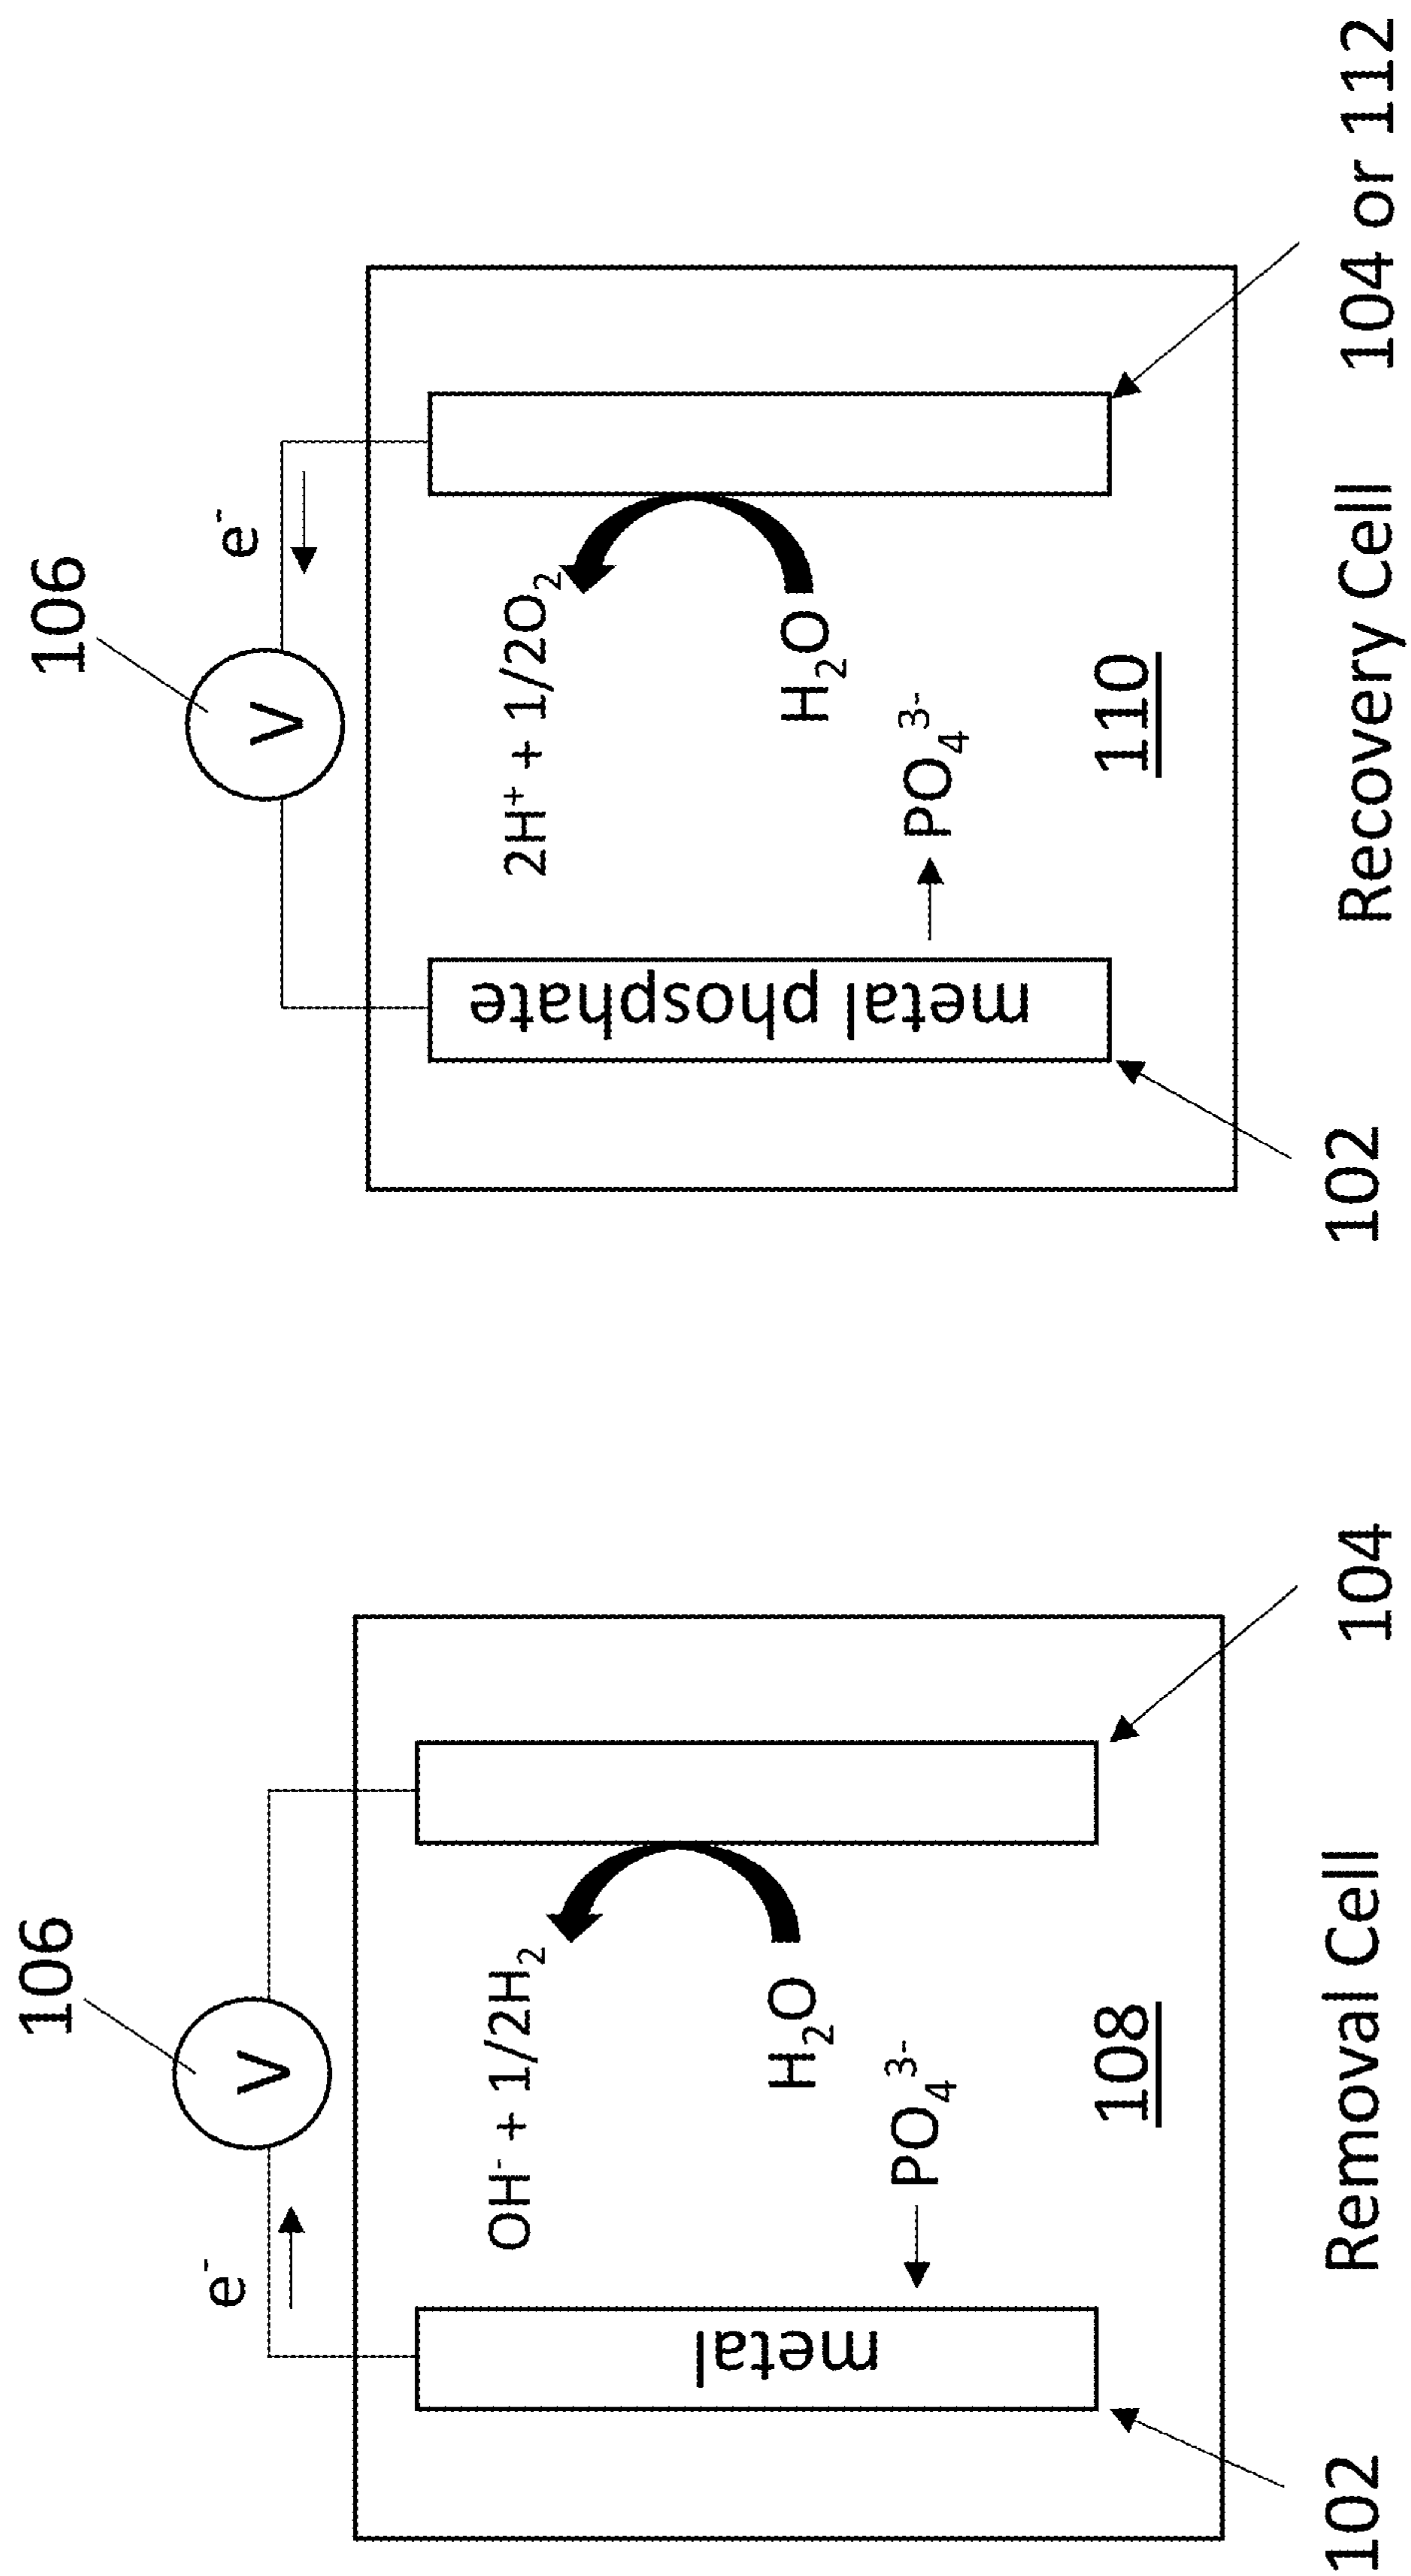 106
e⁻
V
OH⁻ + 1/2H₂
H₂O
metal
PO₄³⁻
108
102
Removal Cell
104
106
e⁻
V
2H⁺ + 1/2O₂
H₂O
metal phosphate
PO₄³⁻
110
102
Recovery Cell
104 or 112